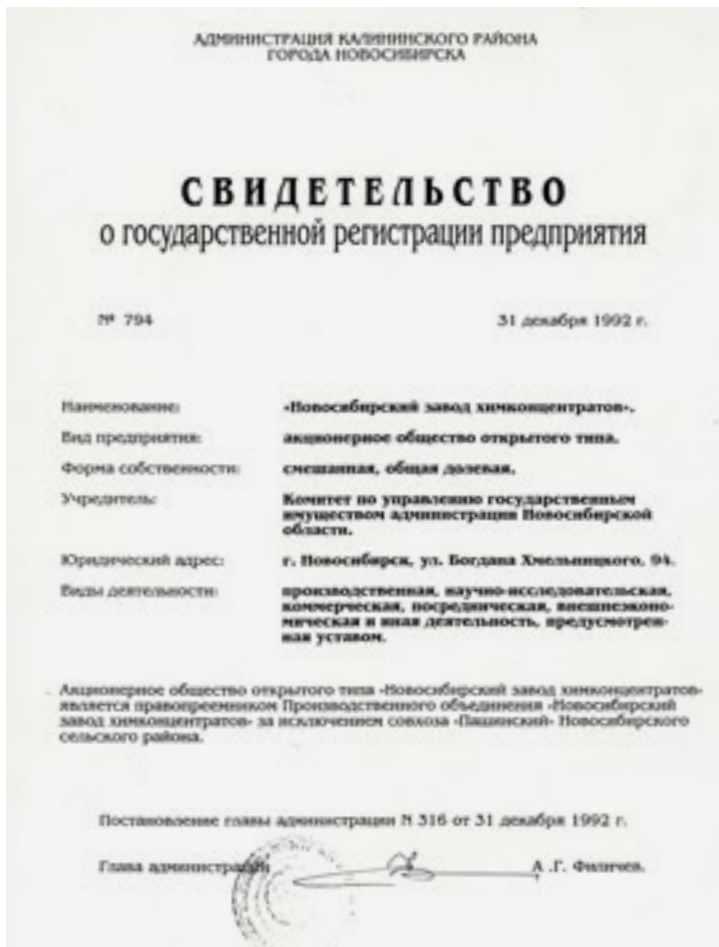 АДМИНИСТРАЦИЯ КАЛИНИНСКОГО РАЙОНА
ГОРОДА НОВОСИБИРСКА
СВИДЕТЕЛЬСТВО
о государственной регистрации предприятия
№ 794
31 декабря 1992 г.
Наименование:
«Новосибирский завод химконцентратов».
Вид предприятия:
акционерное общество открытого типа.
Форма собственности:
смешанная, общая долевая.
Учредитель:
Комитет по управлению государственным
имуществом администрации Новосибирской
области.
Юридический адрес:
г. Новосибирск, ул. Богдана Хмельницкого, 94.
Виды деятельности:
производственная, научно-исследовательская,
коммерческая, посредническая, внешнеэконо-
мическая и иная деятельность, предусмотрен-
ная уставом.
Акционерное общество открытого типа «Новосибирский завод химконцентратов»
является правопреемником Производственного объединения «Новосибирский
завод химконцентратов» за исключением совхоза «Пашинский» Новосибирского
сельского района.
Постановление главы администрации N 316 от 31 декабря 1992 г.
Глава администрации
А .Г. Филичев.